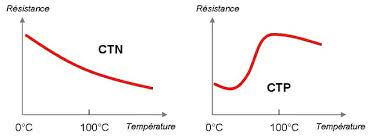 Résistance
CTN
0°C
100°C
Température
Résistance
CTP
0°C
100°C
Température